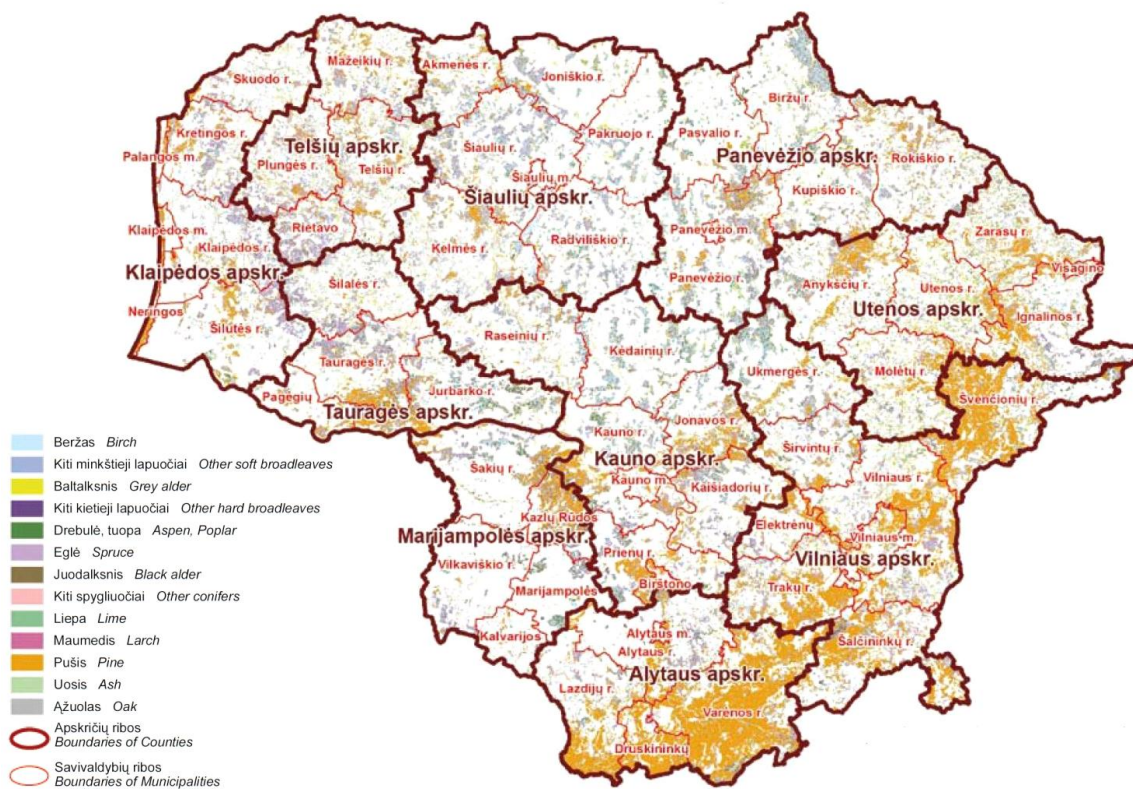 Skuodo r.
Mažeikių r.
Akmenės r.
Joniškio r.
Biržų r.
Kretingos r.
Palangos m.
Telšių apskr.
Plungės r.
Telšių r.
Šiaulių r.
Pakruojo r.
Pasvalio r.
Panevėžio apskr.
Rokiškio r.
Šiaulių m.
Šiaulių apskr.
Kupiškio r.
Klaipėdos m.
Klaipėdos r.
Rietavo
Kelmės r.
Radviliškio r.
Panevėžio m.
Zarasų r.
Klaipėdos apskr.
Šilalės r.
Panevėžio r.
Anykščių r.
Utenos r.
Visagino
Utenos apskr.
Ignalinos r.
Neringos
Šilutės r.
Raseinių r.
Kėdainių r.
Tauragės r.
Jurbarko r.
Ukmergės r.
Molėtų r.
Pagėgių
Tauragės apskr.
Jonavos r.
Švenčionių r.
Kauno r.
Širvintų r.
Šakių r.
Kauno apskr.
Kauno m.
Kaišiadorių r.
Vilniaus r.
Kazlų Rūdos
Elektrėnų
Marijampolės apskr.
Vilniaus m.
Vilniaus apskr.
Vilkaviškio r.
Prienų r.
Birštono
Trakų r.
Marijampolės
Kalvarijos
Alytaus m.
Alytaus r.
Šalčininkų r.
Alytaus apskr.
Lazdijų r.
Varėnos r.
Druskininkų
Beržas Birch
Kiti minkštieji lapuočiai Other soft broadleaves
Baltalksnis Grey alder
Kiti kietieji lapuočiai Other hard broadleaves
Drebulė, tuopa Aspen, Poplar
Eglė Spruce
Juodalksnis Black alder
Kiti spygliuočiai Other conifers
Liepa Lime
Maumedis Larch
Pušis Pine
Uosis Ash
Ąžuolas Oak
Apskričių ribos
Boundaries of Counties
Savivaldybių ribos
Boundaries of Municipalities